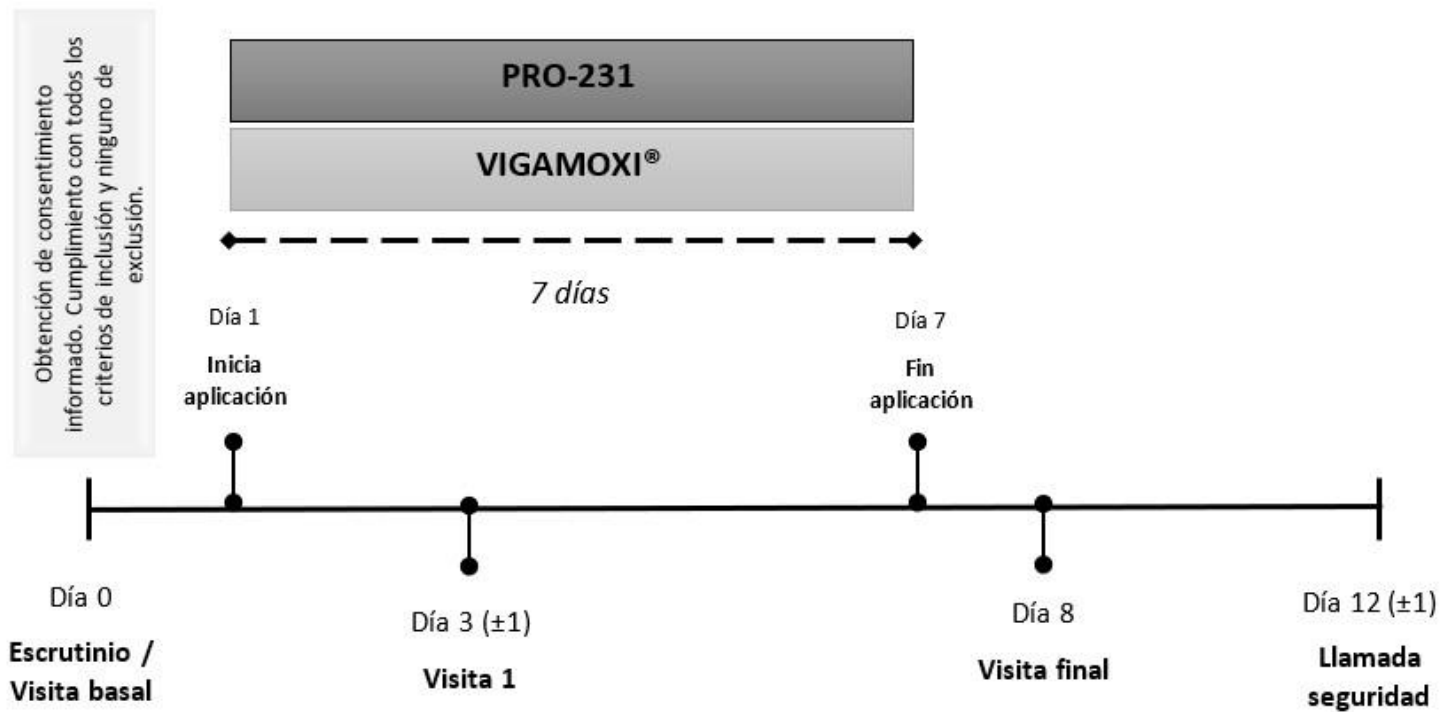 Obtención de consentimiento
informado. Cumplimiento con todos los
criterios de inclusión y ninguno de
exclusión.
PRO-231
VIGAMOXI®
7 días
Día 1
Inicia
aplicación
Día 7
Fin
aplicación
Día 0
Escrutinio /
Visita basal
Día 3 (±1)
Visita 1
Día 8
Visita final
Día 12 (±1)
Llamada
seguridad